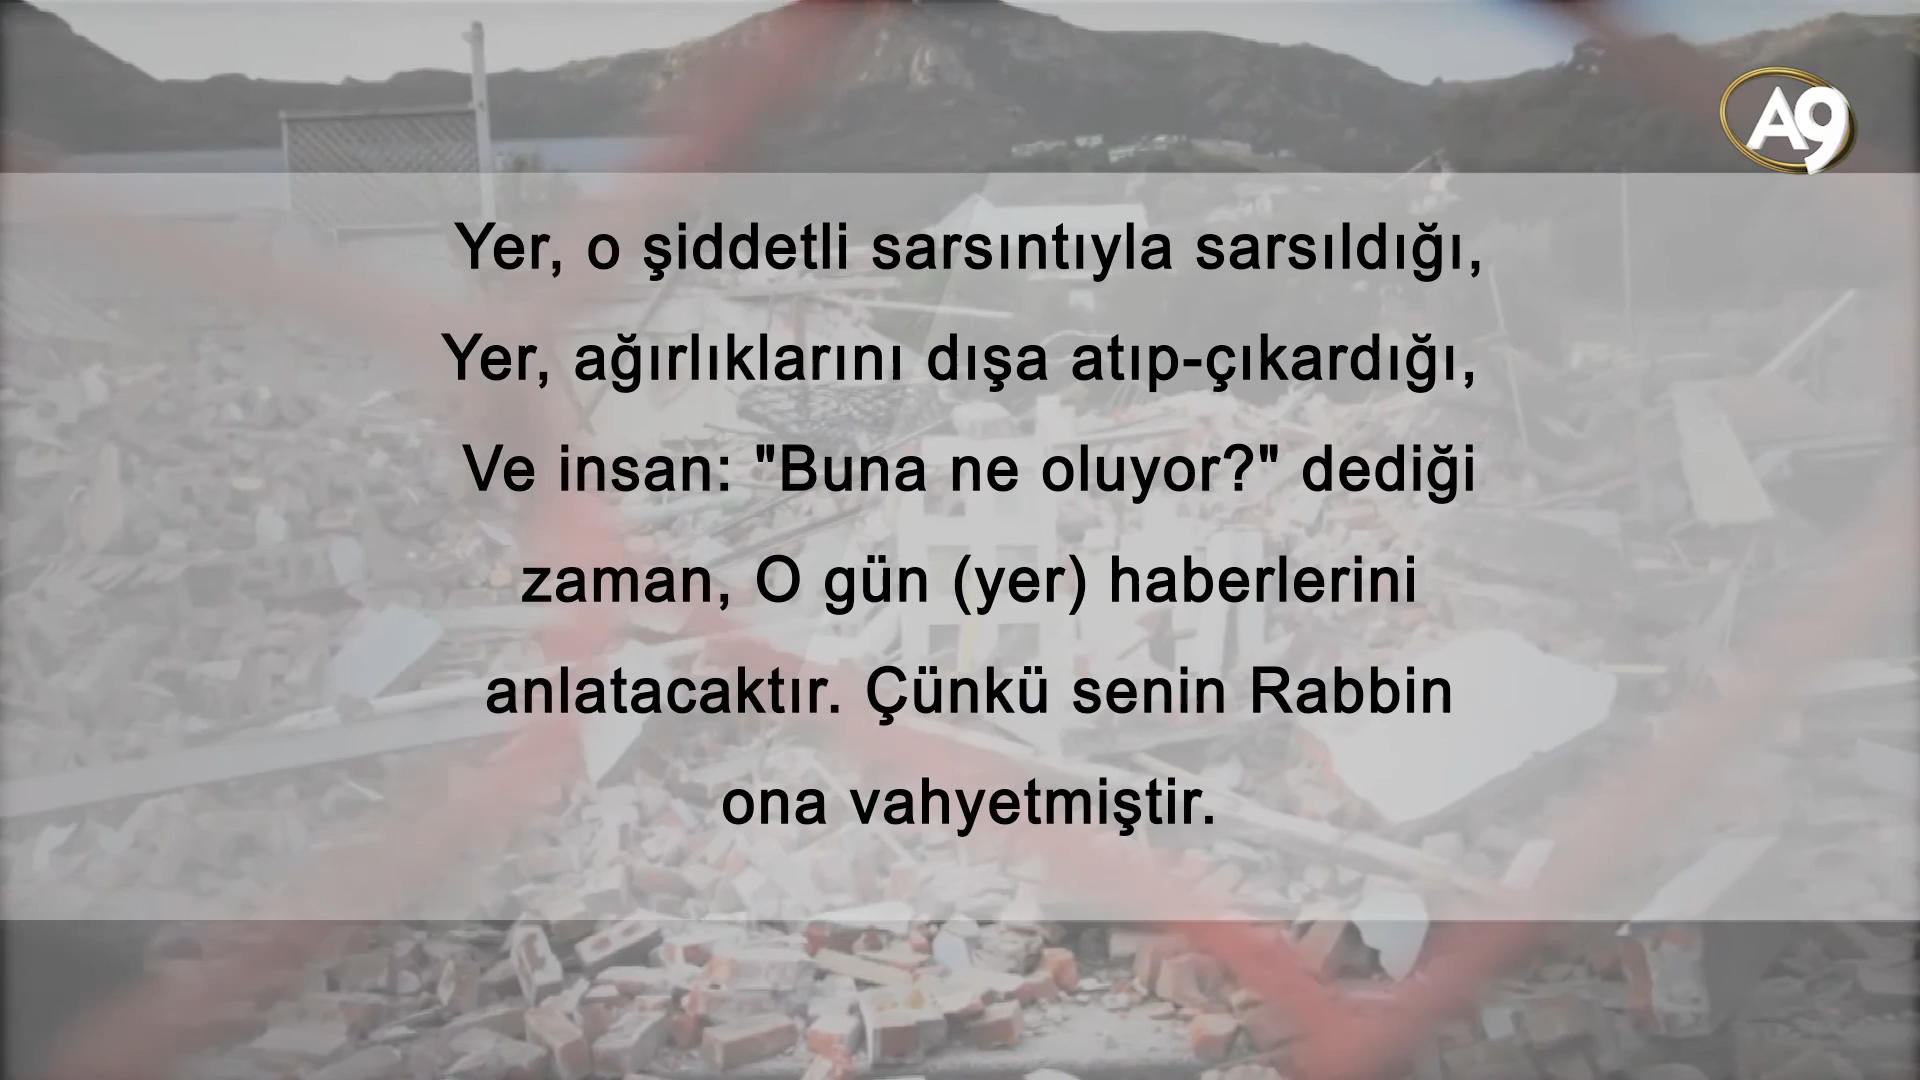 A9
Yer, o şiddetli sarsıntıyla sarsıldığı,
Yer, ağırlıklarını dışa atıp-çıkardığı,
Ve insan: "Buna ne oluyor?" dediği
zaman, O gün (yer) haberlerini
anlatacaktır. Çünkü senin Rabbin
ona vahyetmiştir.